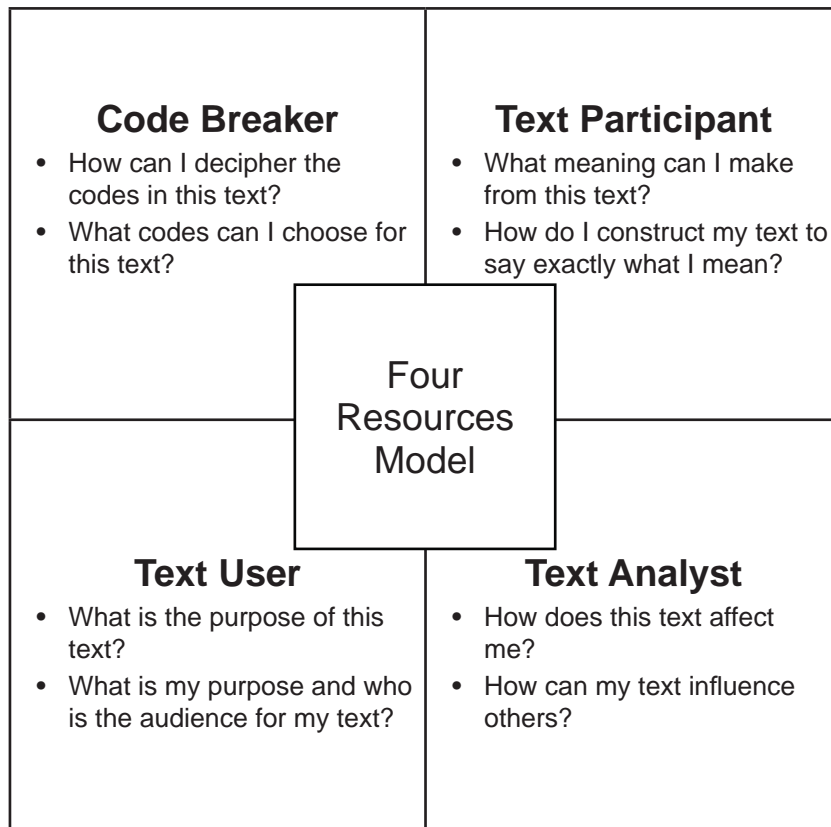 Code Breaker
• How can I decipher the
codes in this text?
• What codes can I choose for
this text?
Text Participant
• What meaning can I make
from this text?
• How do I construct my text to
say exactly what I mean?
Four
Resources
Model
Text User
• What is the purpose of this
text?
• What is my purpose and who
is the audience for my text?
Text Analyst
• How does this text affect
me?
• How can my text influence
others?